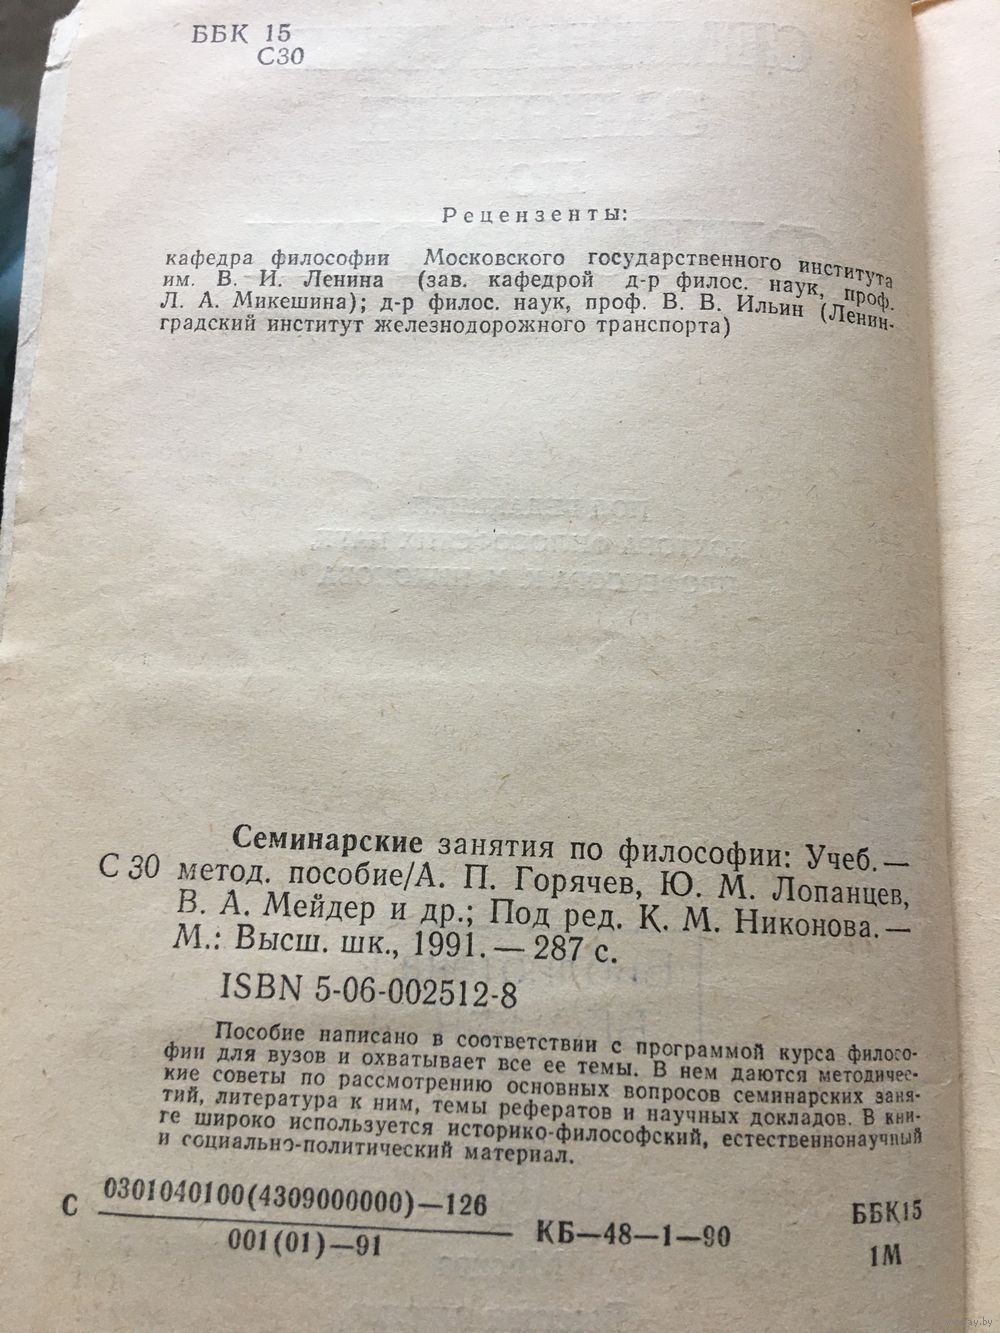 ББК 15
С30
Рецензенты:
кафедра философии Московского государственного института
им. В. И. Ленина (зав. кафедрой д-р филос. наук, проф.
Л. А. Микешина); д-р филос. наук, проф. В. В. Ильин (Ленин-
градский институт железнодорожного транспорта)
Семинарские занятия по философии: Учеб.—
С 30 метод. пособие/А. П. Горячев, Ю. М. Лопанцев,
В. А. Мейдер и др.; Под ред. К. М. Никонова.—
М.: Высш. шк., 1991.— 287 с.
ISBN 5-06-002512-8
Пособие написано в соответствии с программой курса филосо-
фии для вузов и охватывает все ее темы. В нем даются методичес-
кие советы по рассмотрению основных вопросов семинарских заня-
тий, литература к ним, темы рефератов и научных докладов. В кни-
ге широко используется историко-философский, естественнонаучный
и социально-политический материал.
С 0301040100(4309000000)—126
001(01)—91
КБ—48—1—90
ББК15
1М